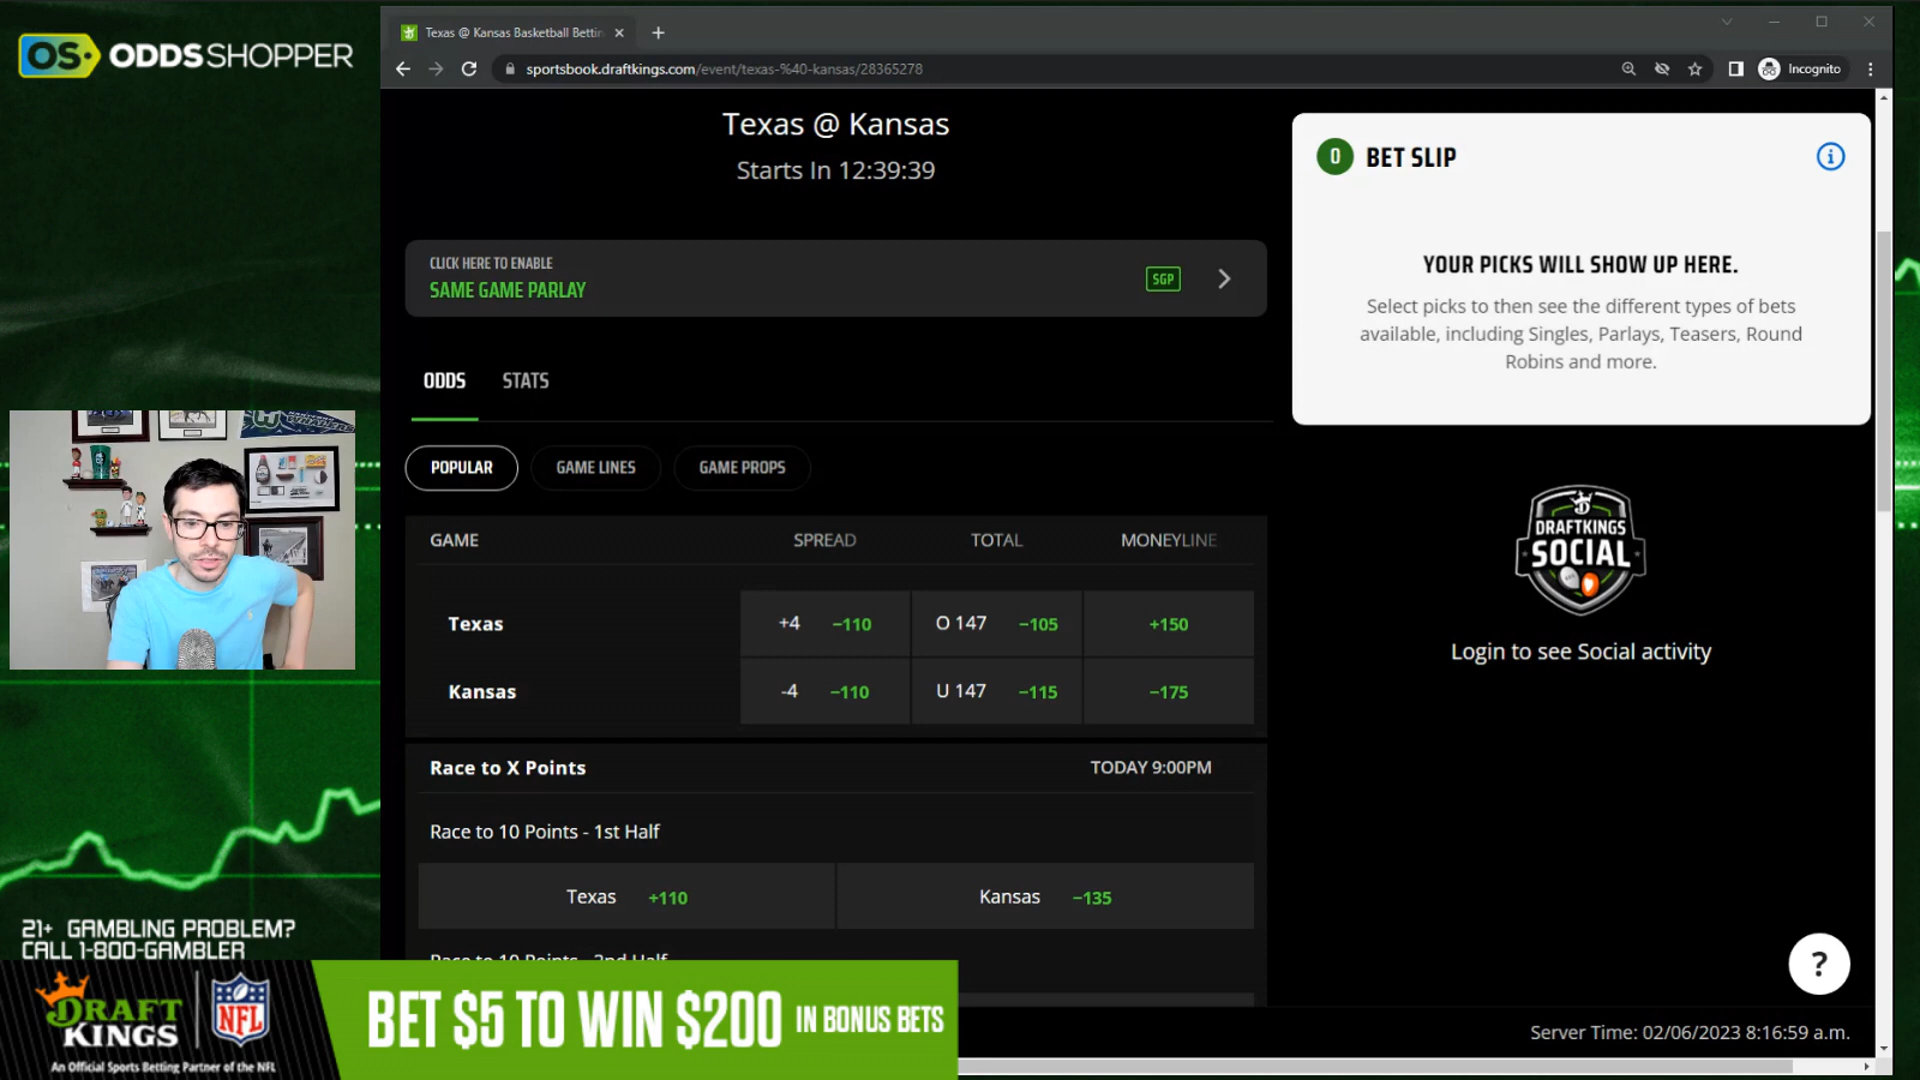 OS ODDSSHOPPER
Texas @ Kansas Basketball Bettin
sportsbook.draftkings.com/event/texas-%40-kansas/28365278
Incognito
Texas @ Kansas
Starts In 12:39:39
CLICK HERE TO ENABLE
SAME GAME PARLAY
SGP
ODDS STATS
POPULAR GAME LINES GAME PROPS
GAME SPREAD TOTAL MONEYLINE
Texas +4 −110 O 147 −105 +150
Kansas -4 −110 U 147 −115 −175
Race to X Points TODAY 9:00PM
Race to 10 Points - 1st Half
Texas +110 Kansas −135
Race to 10 Points - 2nd Half
0 BET SLIP
YOUR PICKS WILL SHOW UP HERE.
Select picks to then see the different types of bets
available, including Singles, Parlays, Teasers, Round
Robins and more.
DRAFTKINGS
SOCIAL
Login to see Social activity
?
Server Time: 02/06/2023 8:16:59 a.m.
21+ GAMBLING PROBLEM?
CALL 1-800-GAMBLER
DRAFT
KINGS
NFL
An Official Sports Betting Partner of the NFL
BET $5 TO WIN $200 IN BONUS BETS